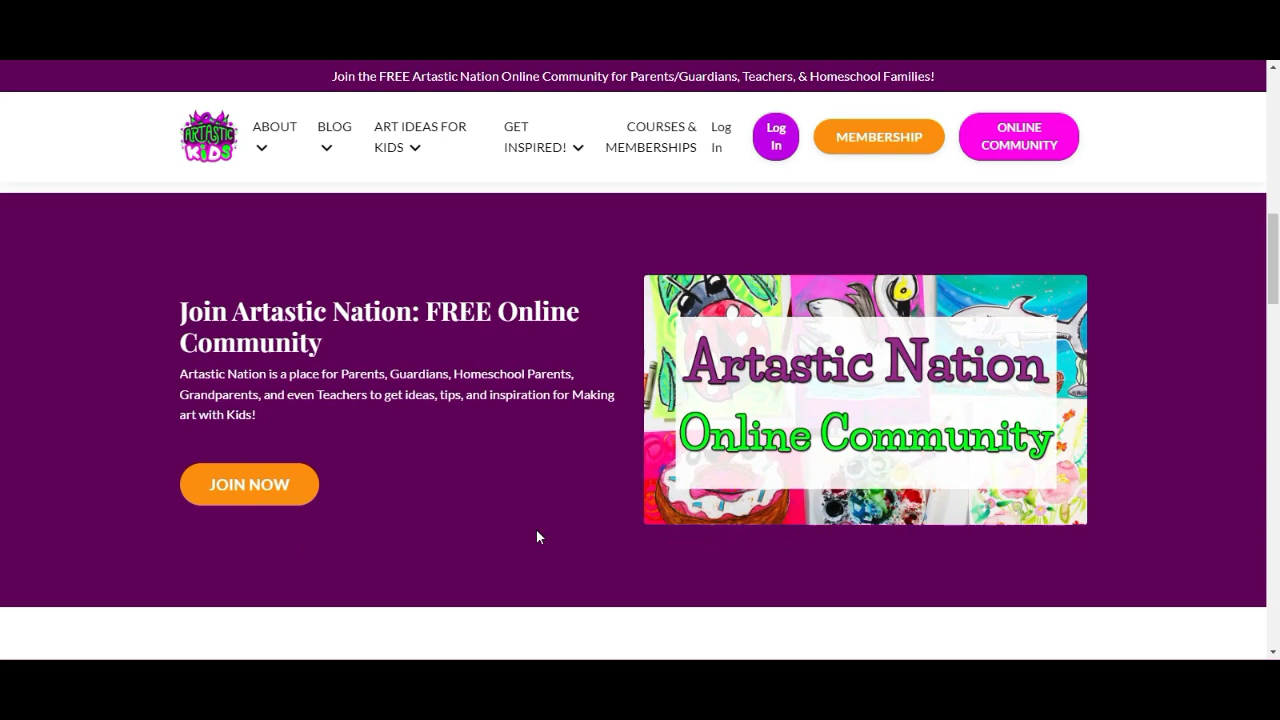 Join the FREE Artastic Nation Online Community for Parents/Guardians, Teachers, & Homeschool Families!
ARTASTIC
KIDS
ABOUT
BLOG
ART IDEAS FOR
KIDS
GET
INSPIRED!
COURSES &
MEMBERSHIPS
Log
In
Log
In
MEMBERSHIP
ONLINE
COMMUNITY
Join Artastic Nation: FREE Online
Community
Artastic Nation is a place for Parents, Guardians, Homeschool Parents,
Grandparents, and even Teachers to get ideas, tips, and inspiration for Making
art with Kids!
JOIN NOW
Artastic Nation
Online Community